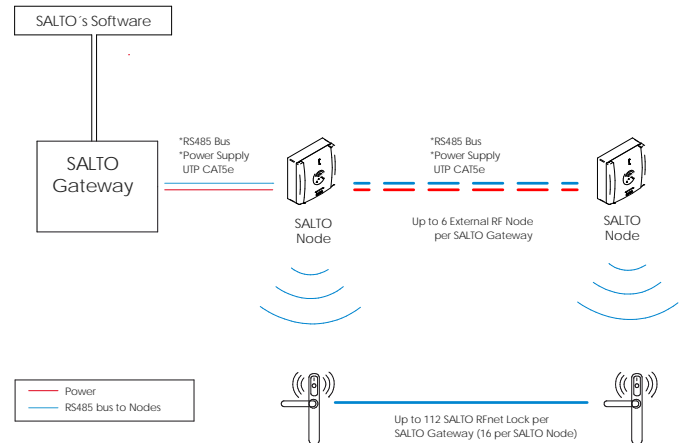 SALTO´s Software
SALTO
Gateway
*RS485 Bus
*Power Supply
UTP CAT5e
*RS485 Bus
*Power Supply
UTP CAT5e
SALTO
Node
Up to 6 External RF Node
per SALTO Gateway
SALTO
Node
Power
RS485 bus to Nodes
Up to 112 SALTO RFnet Lock per
SALTO Gateway (16 per SALTO Node)